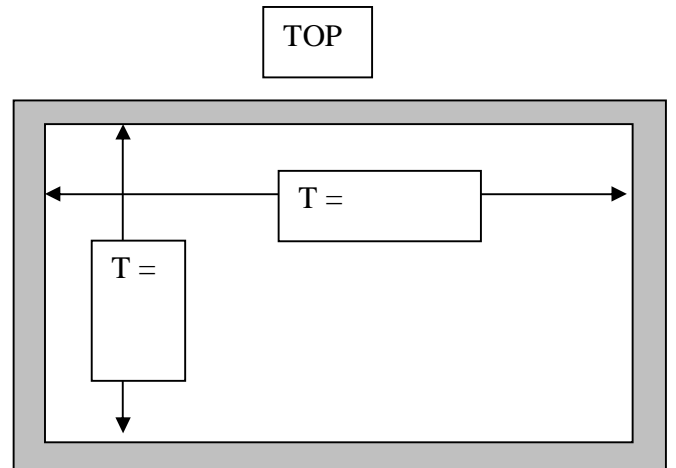 TOP
T =
T =